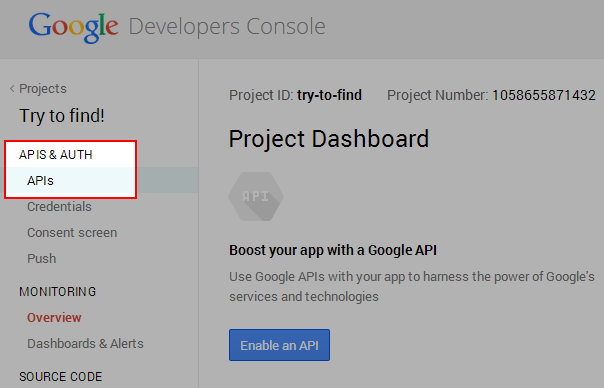 Google Developers Console
Projects
Try to find!
APIS & AUTH
APIs
Credentials
Consent screen
Push
MONITORING
Overview
Dashboards & Alerts
SOURCE CODE
Project ID: try-to-find Project Number: 1058655871432
Project Dashboard
API
Boost your app with a Google API
Use Google APIs with your app to harness the power of Google's
services and technologies
Enable an API